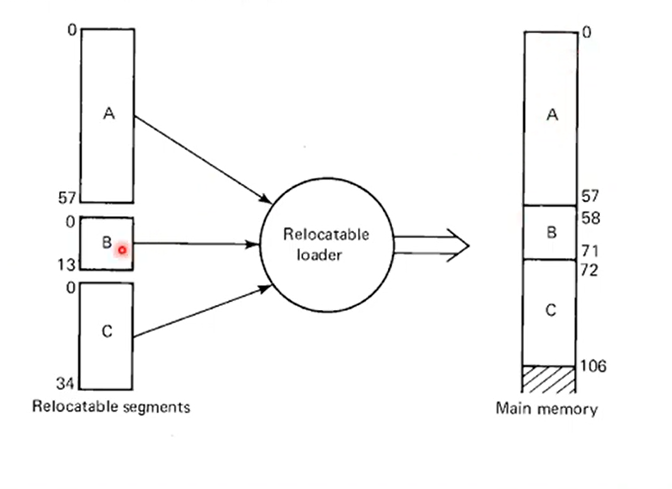 0
A
57
0
B
13
0
C
34
Relocatable segments
Relocatable
loader
0
A
57
58
B
71
72
C
106
Main memory